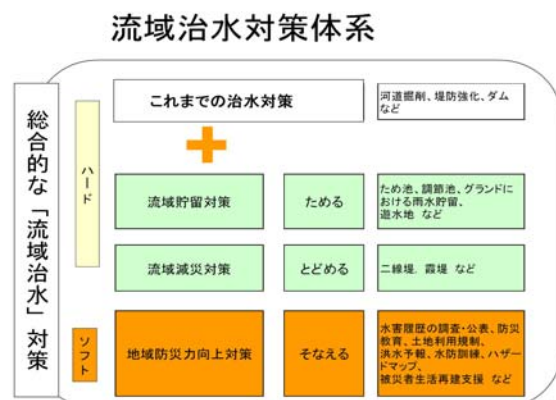 流域治水対策体系
総合的な「流域治水」対策
ハード
これまでの治水対策
河道掘削、堤防強化、ダム
など
流域貯留対策
ためる
ため池、調節池、グランドに
おける雨水貯留、
遊水地 など
流域減災対策
とどめる
二線堤、霞堤 など
ソフト
地域防災力向上対策
そなえる
水害履歴の調査・公表、防災
教育、土地利用規制、
洪水予報、水防訓練、ハザー
ドマップ、
被災者生活再建支援 など